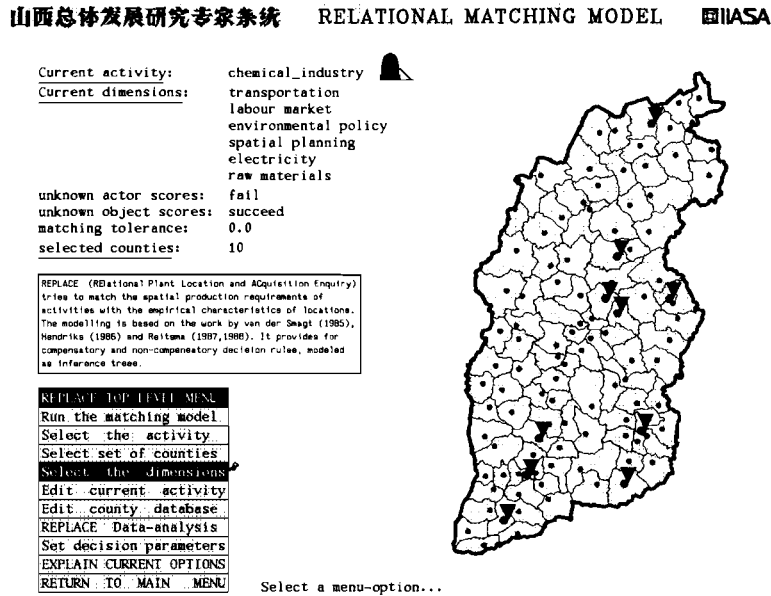 山西总体发展研究专家系统 RELATIONAL MATCHING MODEL IIASA
Current activity: chemical_industry
Current dimensions: transportation
labour market
environmental policy
spatial planning
electricity
raw materials
unknown actor scores: fail
unknown object scores: succeed
matching tolerance: 0.0
selected counties: 10
REPLACE (RElational Plant Location and ACquisition Enquiry)
tries to match the spatial production requirements of
activities with the empirical characteristics of locations.
The modelling is based on the work by van der Smagt (1985),
Hendriks (1986) and Reitsma (1987,1988). It provides for
compensatory and non-compensatory decision rules, modeled
as inference trees.
REPLACE TOP LEVEL MENU
Run the matching model
Select the activity
Select set of counties
Select the dimensions
Edit current activity
Edit county database
REPLACE Data-analysis
Set decision parameters
EXPLAIN CURRENT OPTIONS
RETURN TO MAIN MENU
Select a menu-option...